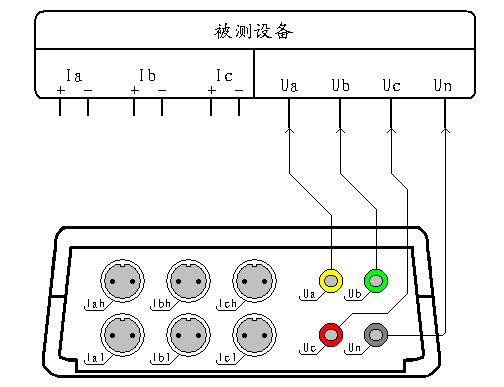 被测设备
Ia Ib Ic Ua Ub Uc Un
+ − + − + −
Iah Ibh Ich Ua Ub
Ial Ibl Icl Uc Un